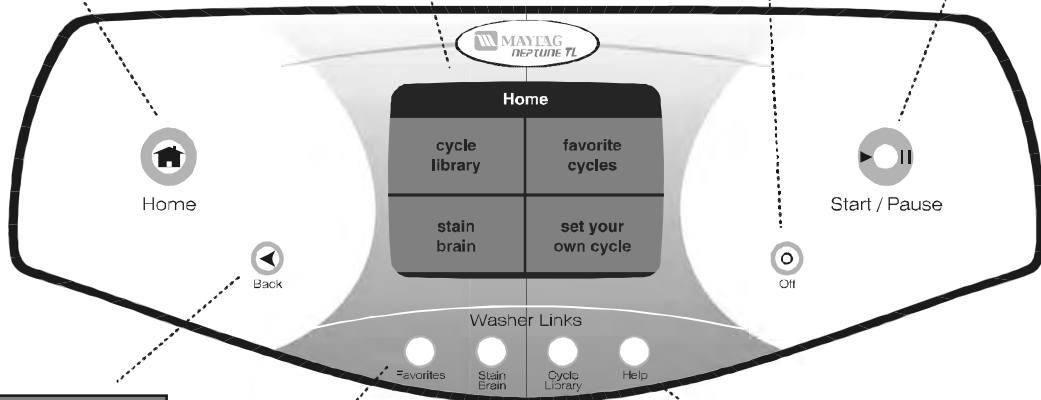 MAYTAG
NEPTUNE TL
Home
cycle
library
favorite
cycles
stain
brain
set your
own cycle
Home
Start / Pause
Back
Off
Washer Links
Favorites
Stain
Brain
Cycle
Library
Help